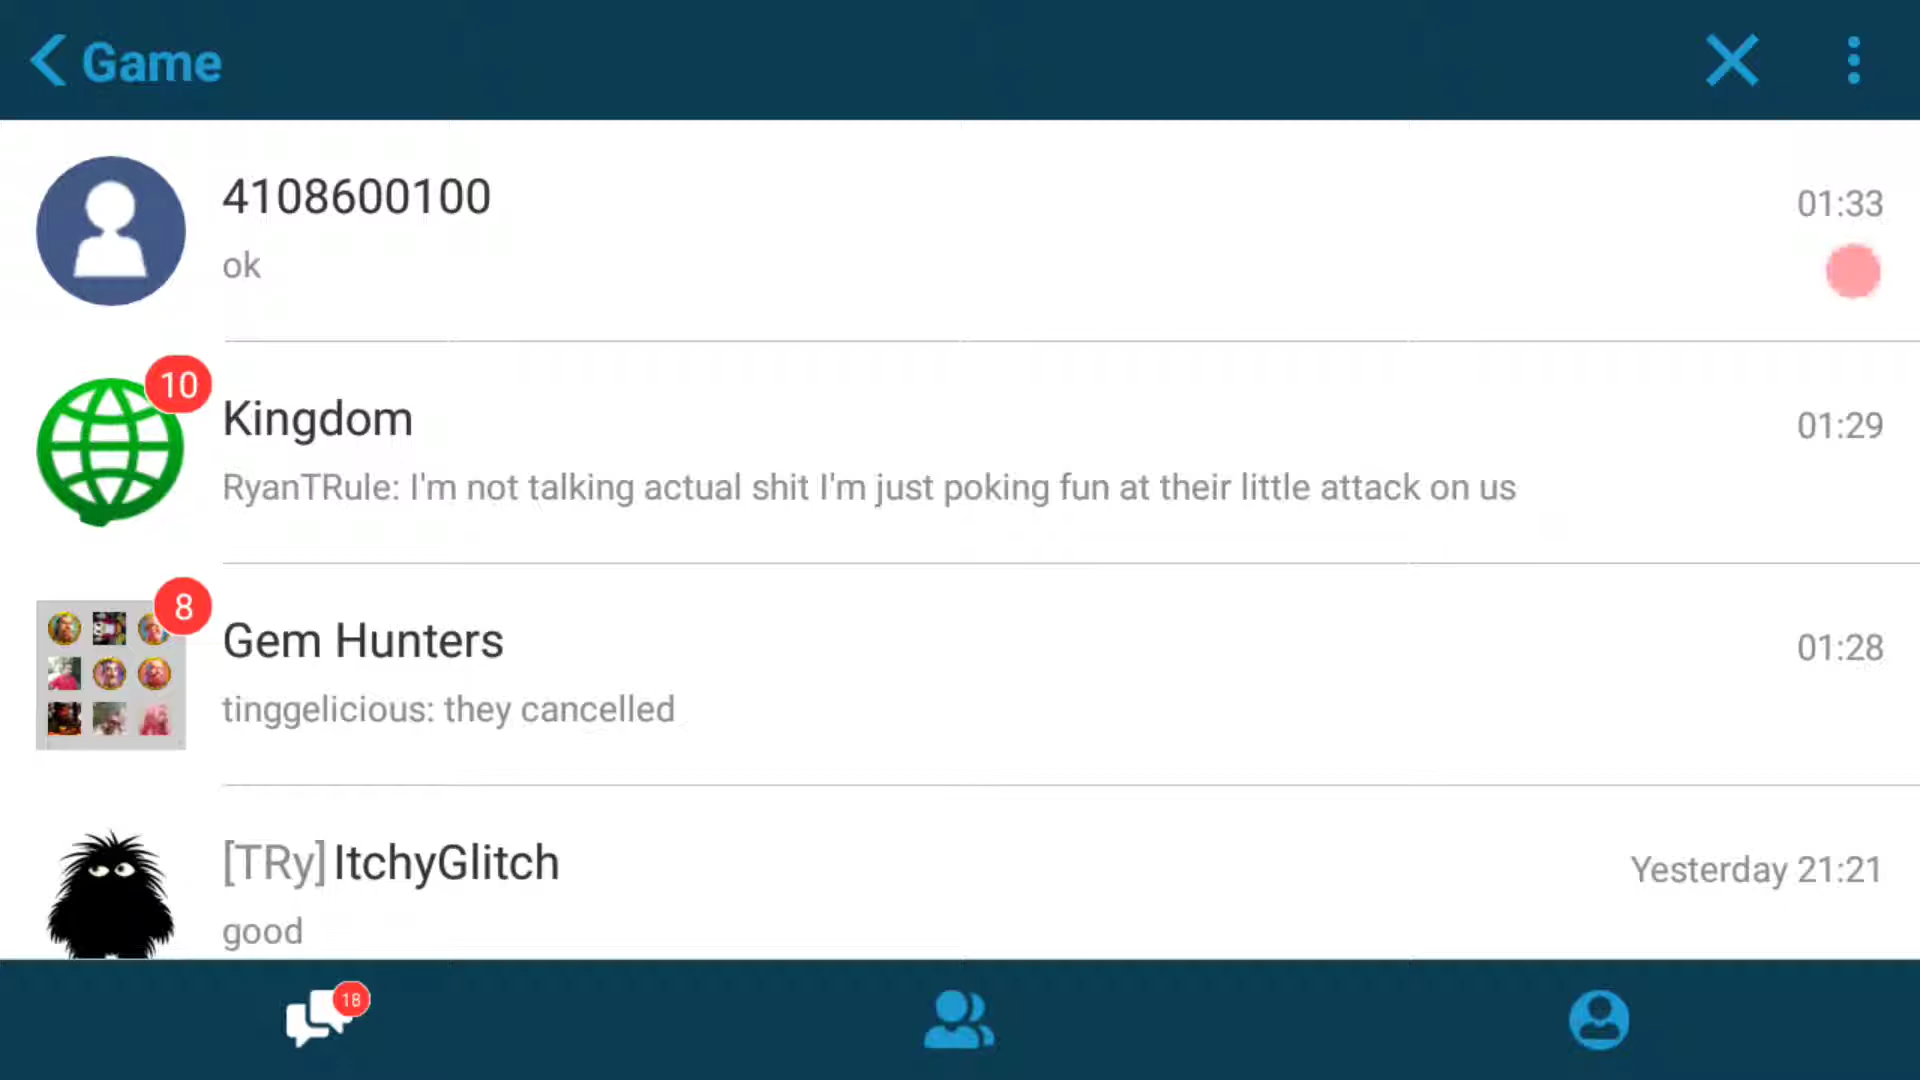 Game
4108600100
01:33
ok
10
Kingdom
01:29
RyanTRule: I'm not talking actual shit I'm just poking fun at their little attack on us
8
Gem Hunters
01:28
tinggelicious: they cancelled
[TRy]ItchyGlitch
Yesterday 21:21
good
18